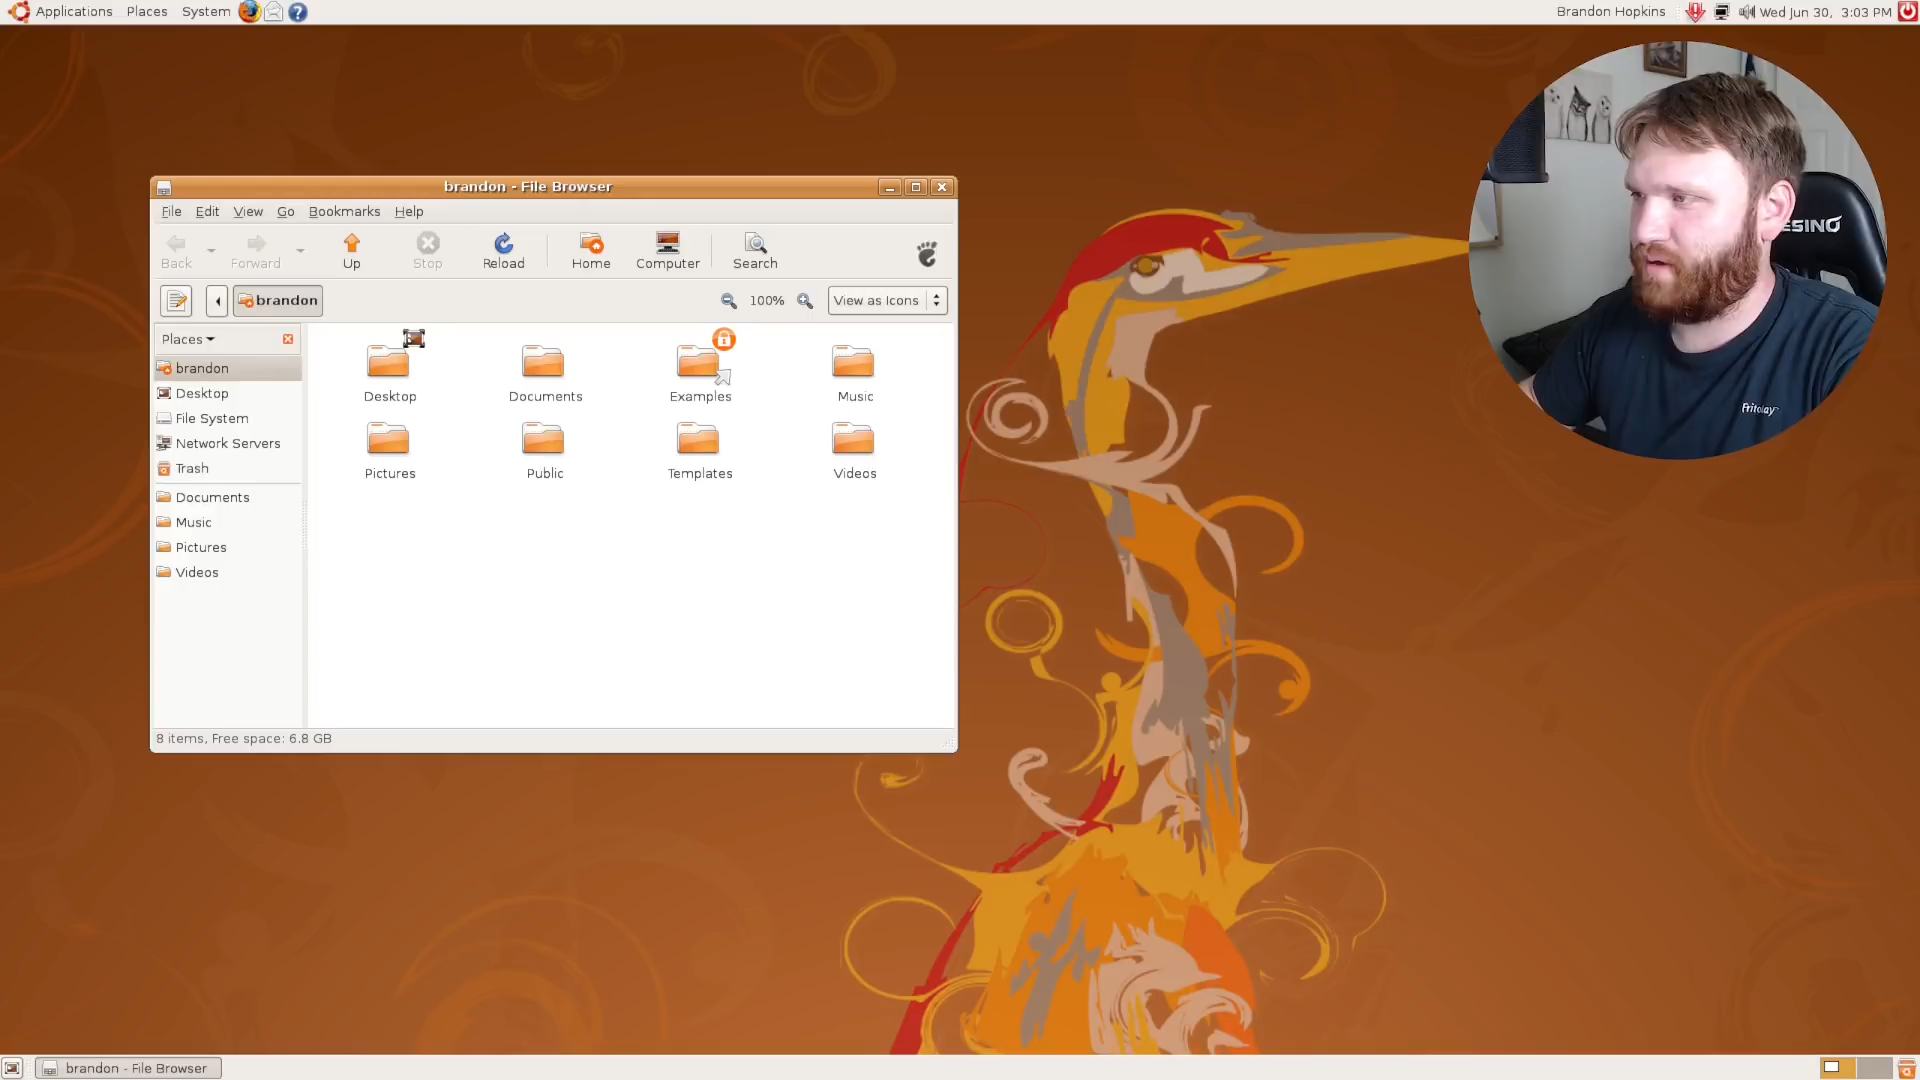 Applications Places System
Brandon Hopkins Wed Jun 30, 3:03 PM
brandon - File Browser
File Edit View Go Bookmarks Help
Back Forward Up Stop Reload Home Computer Search
brandon 100% View as Icons
Places
brandon
Desktop
File System
Network Servers
Trash
Documents
Music
Pictures
Videos
Desktop Documents Examples Music
Pictures Public Templates Videos
8 items, Free space: 6.8 GB
ESINO
Fritolay
brandon - File Browser